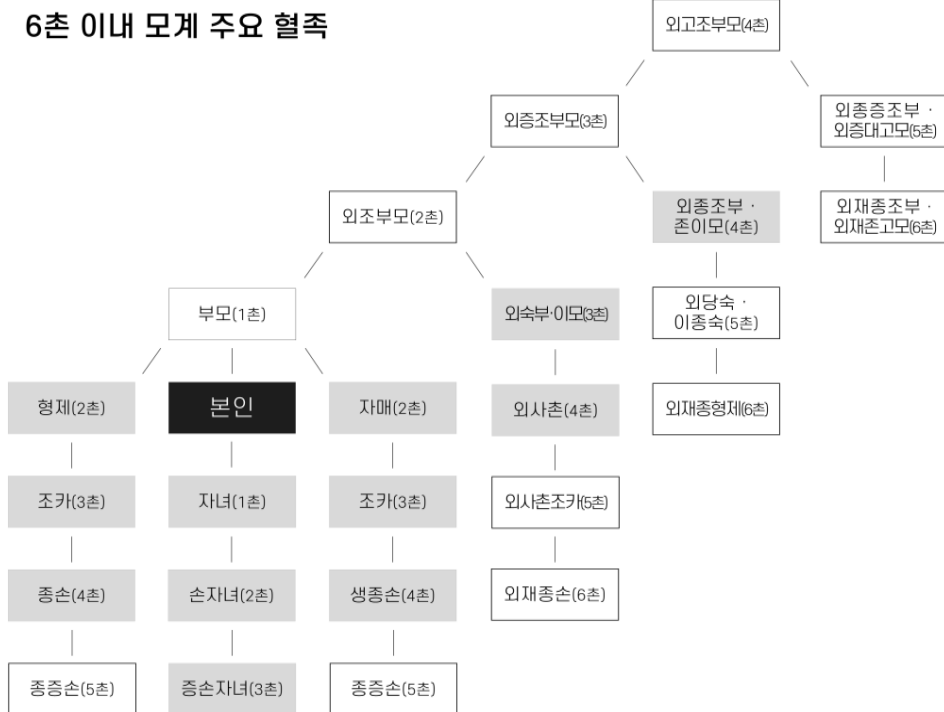 6촌 이내 모계 주요 혈족
외고조부모(4촌)
외증조부모(3촌)
외종증조부 ·
외증대고모(5촌)
외조부모(2촌)
외종조부 ·
존이모(4촌)
외재종조부 ·
외재존고모(6촌)
부모(1촌)
외숙부·이모(3촌)
외당숙 ·
이종숙(5촌)
형제(2촌)
본인
자매(2촌)
외사촌(4촌)
외재종형제(6촌)
조카(3촌)
자녀(1촌)
조카(3촌)
외사촌조카(5촌)
종손(4촌)
손자녀(2촌)
생종손(4촌)
외재종손(6촌)
종증손(5촌)
증손자녀(3촌)
종증손(5촌)